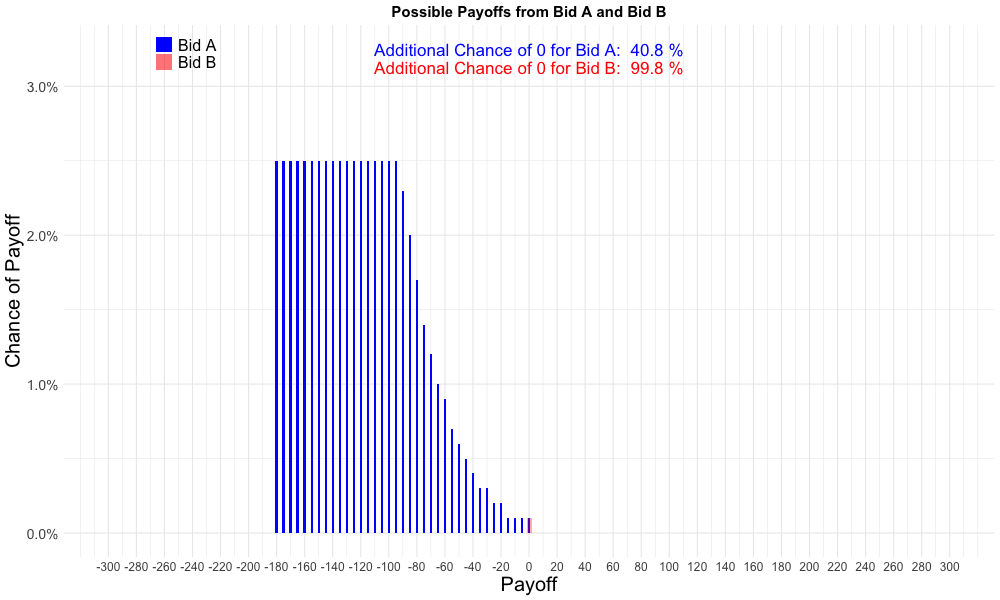 Possible Payoffs from Bid A and Bid B
Bid A
Bid B
Additional Chance of 0 for Bid A: 40.8 %
Additional Chance of 0 for Bid B: 99.8 %
Chance of Payoff
3.0%
2.0%
1.0%
0.0%
-300 -280 -260 -240 -220 -200 -180 -160 -140 -120 -100 -80 -60 -40 -20 0 20 40 60 80 100 120 140 160 180 200 220 240 260 280 300
Payoff